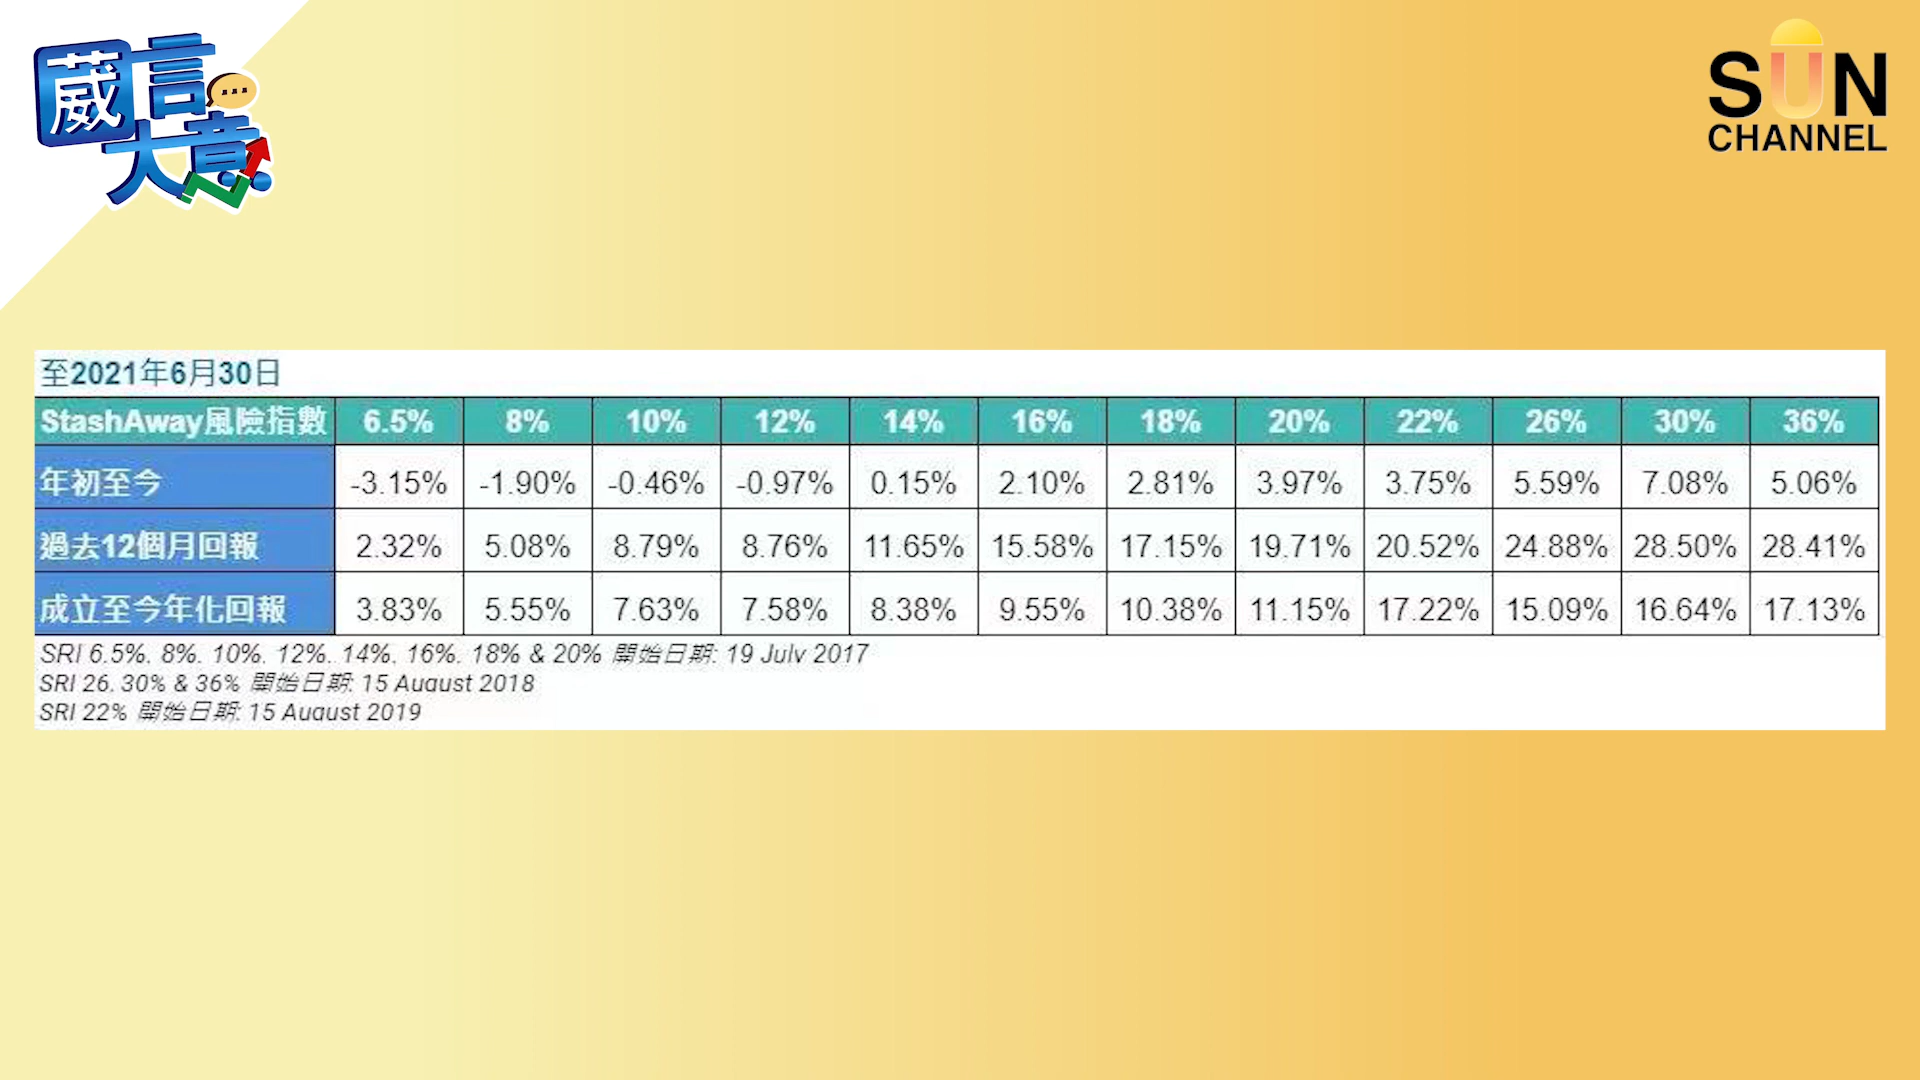 葳信大意
SUN
CHANNEL
至2021年6月30日
StashAway風險指數 6.5% 8% 10% 12% 14% 16% 18% 20% 22% 26% 30% 36%
年初至今 -3.15% -1.90% -0.46% -0.97% 0.15% 2.10% 2.81% 3.97% 3.75% 5.59% 7.08% 5.06%
過去12個月回報 2.32% 5.08% 8.79% 8.76% 11.65% 15.58% 17.15% 19.71% 20.52% 24.88% 28.50% 28.41%
成立至今年化回報 3.83% 5.55% 7.63% 7.58% 8.38% 9.55% 10.38% 11.15% 17.22% 15.09% 16.64% 17.13%
SRI 6.5%, 8%, 10%, 12%, 14%, 16%, 18% & 20% 開始日期: 19 July 2017
SRI 26, 30% & 36% 開始日期: 15 August 2018
SRI 22% 開始日期: 15 August 2019